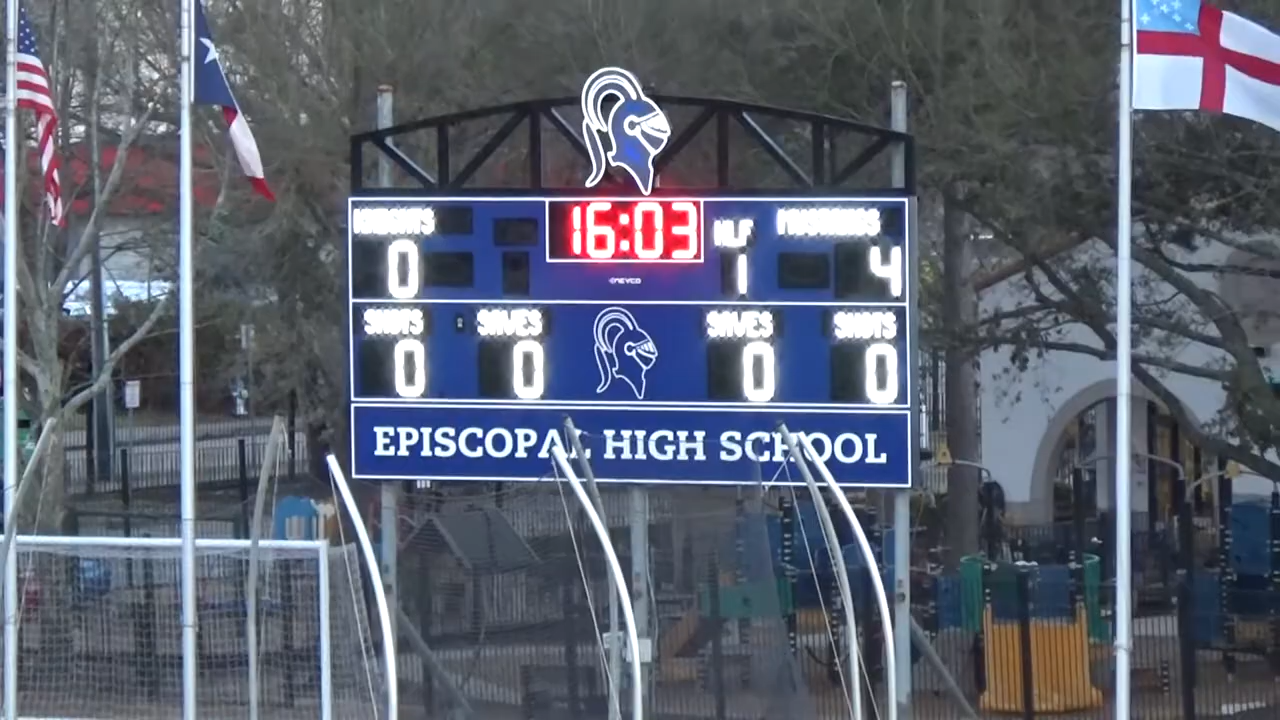 KNIGHTS 16:03 HLF MUSTANGS
0 NEVCO 1 4
SHOTS SAVES SAVES SHOTS
0 0 0 0
EPISCOPAL HIGH SCHOOL